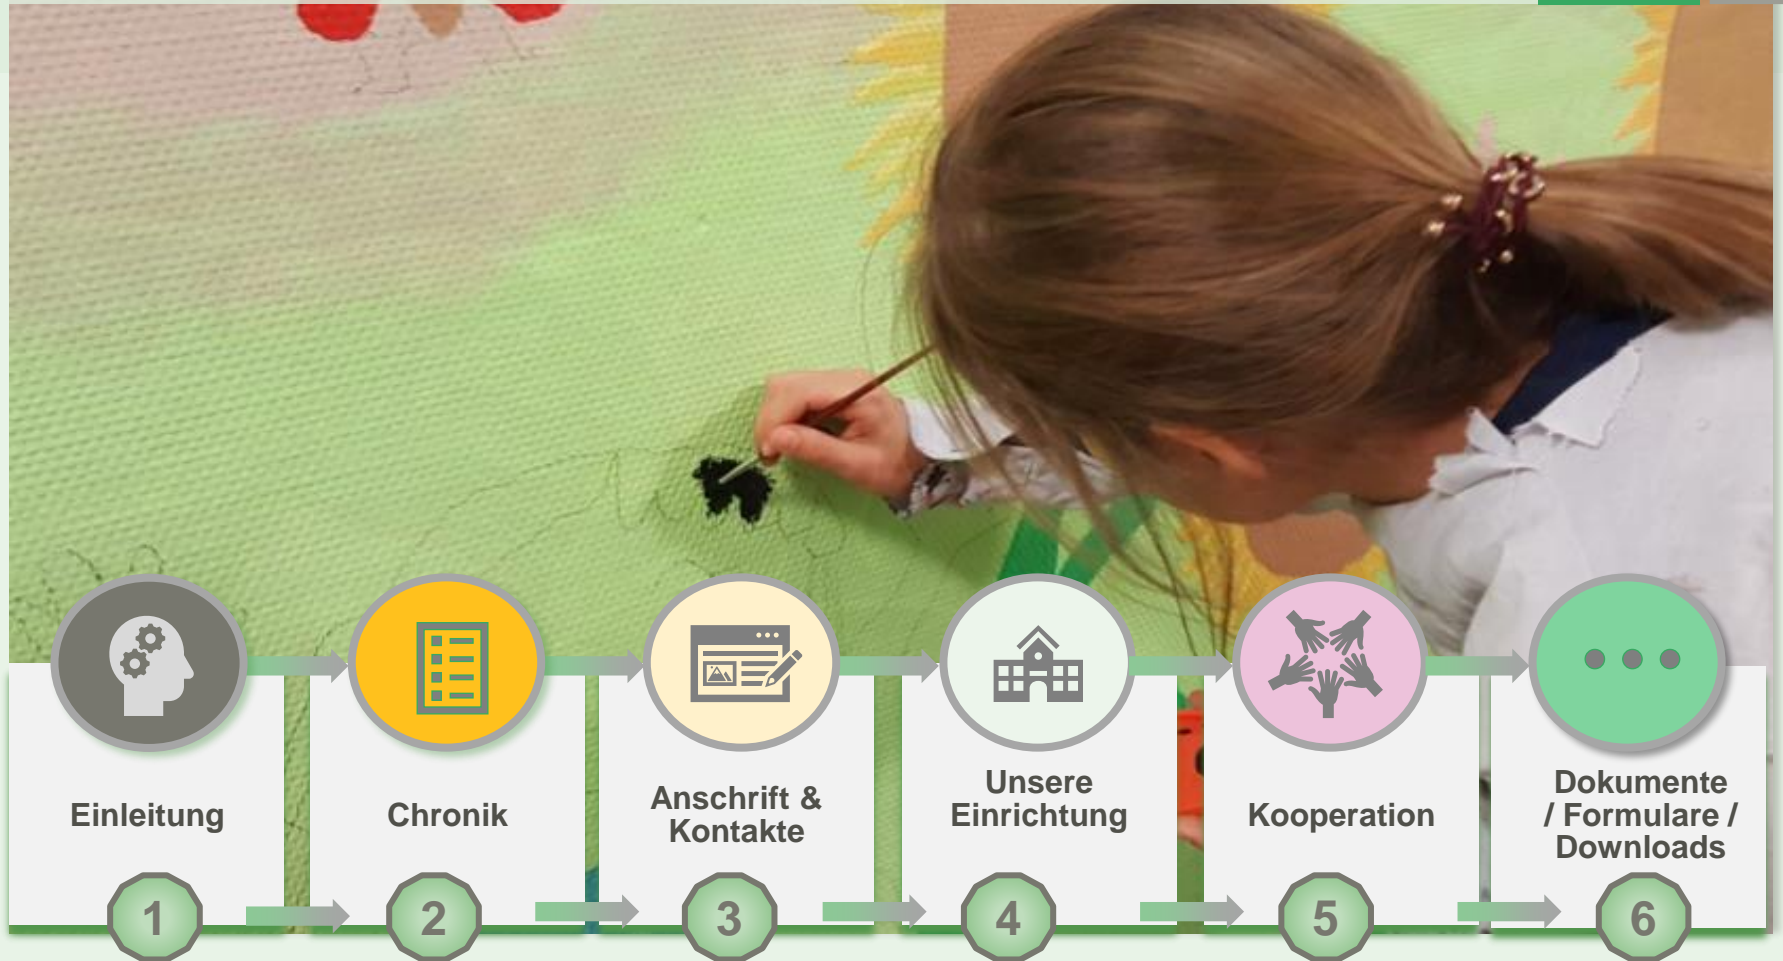 Einleitung
Chronik
Anschrift &
Kontakte
Unsere
Einrichtung
Kooperation
Dokumente
/ Formulare /
Downloads
1
2
3
4
5
6